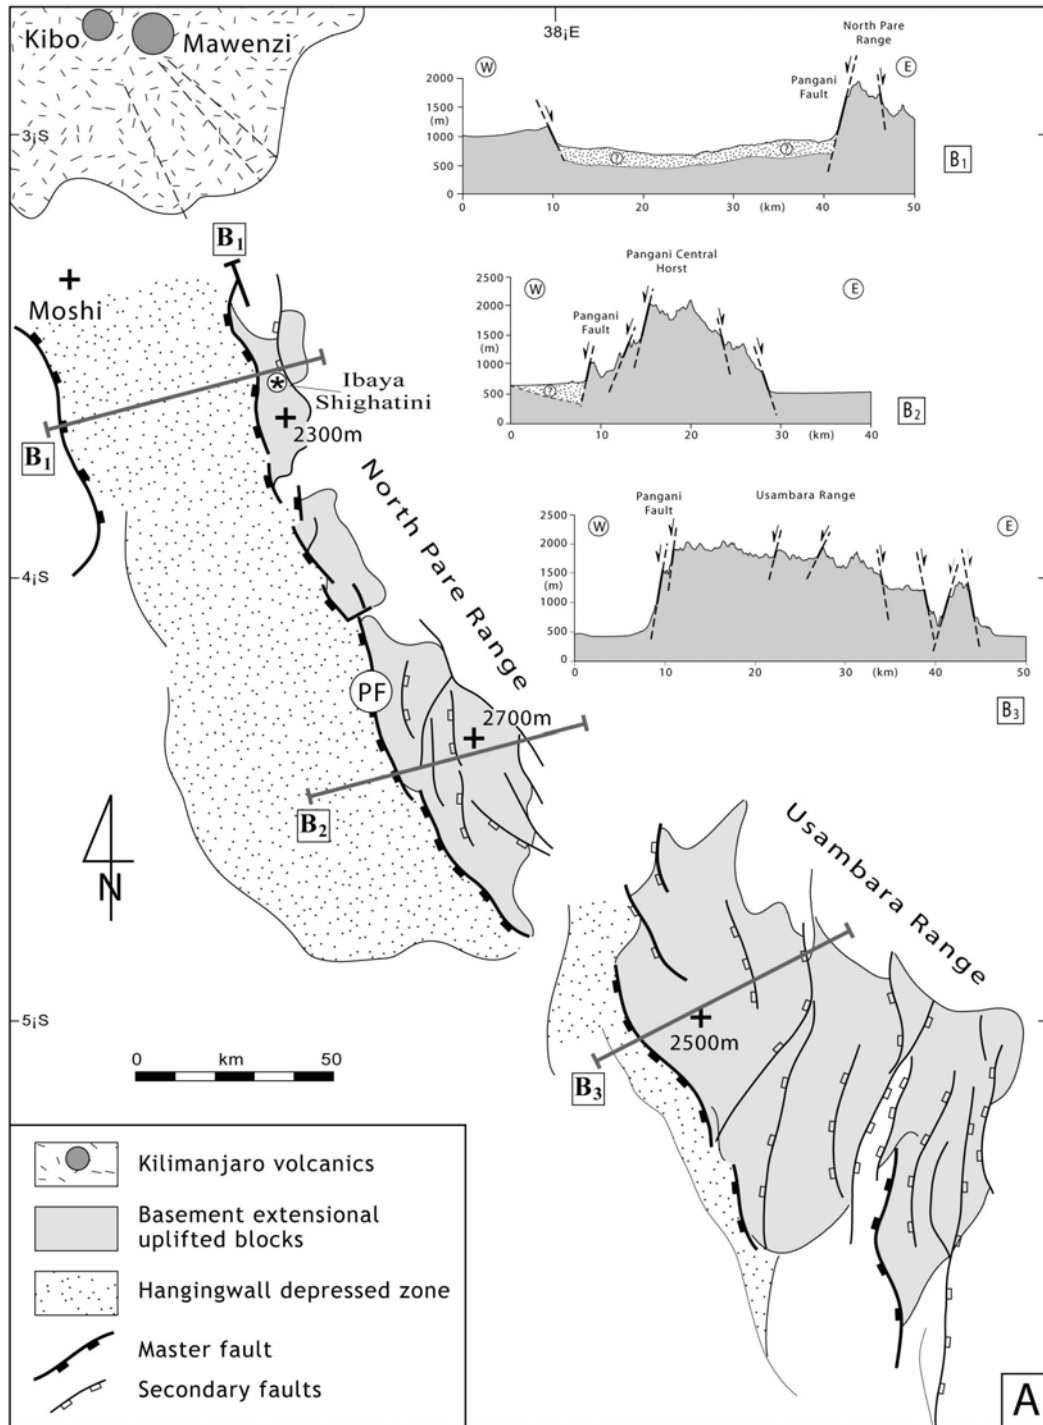 Kibo
Mawenzi
38¡E
3¡S
North Pare
Range
W
Pangani
Fault
E
2000
(m)
1500
1000
500
0
?
?
0 10 20 30 (km) 40 50
B1
B1
Moshi
Ibaya
Shighatini
2300m
B1
Pangani Central
Horst
W
E
Pangani
Fault
2500
2000
1500
(m)
1000
500
0
?
0 10 20 30 (km) 40
B2
4¡S
North Pare Range
Pangani
Fault
Usambara Range
W
E
2500
2000
1500
(m)
1000
500
0
0 10 20 30 (km) 40 50
B3
PF
2700m
B2
N
Usambara Range
5¡S
2500m
B3
0 km 50
Kilimanjaro volcanics
Basement extensional
uplifted blocks
Hangingwall depressed zone
Master fault
Secondary faults
A